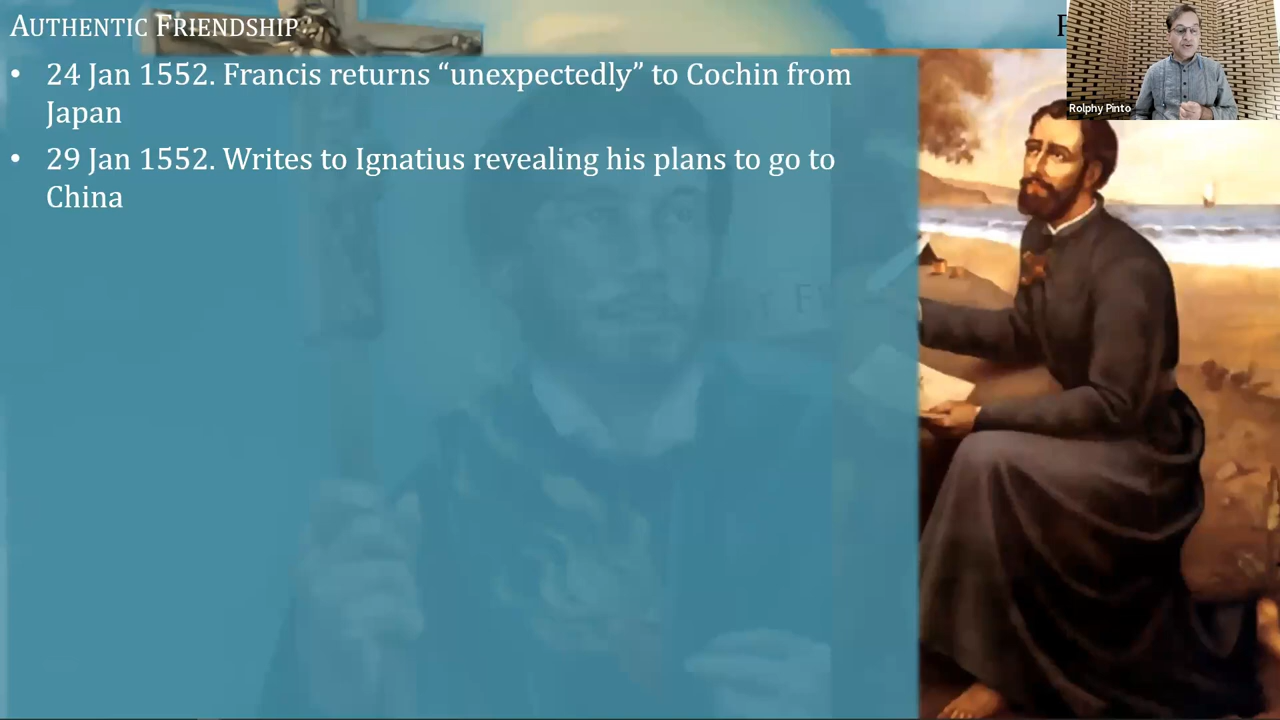 AUTHENTIC FRIENDSHIP
• 24 Jan 1552. Francis returns “unexpectedly” to Cochin from
Japan
• 29 Jan 1552. Writes to Ignatius revealing his plans to go to
China
Rolphy Pinto